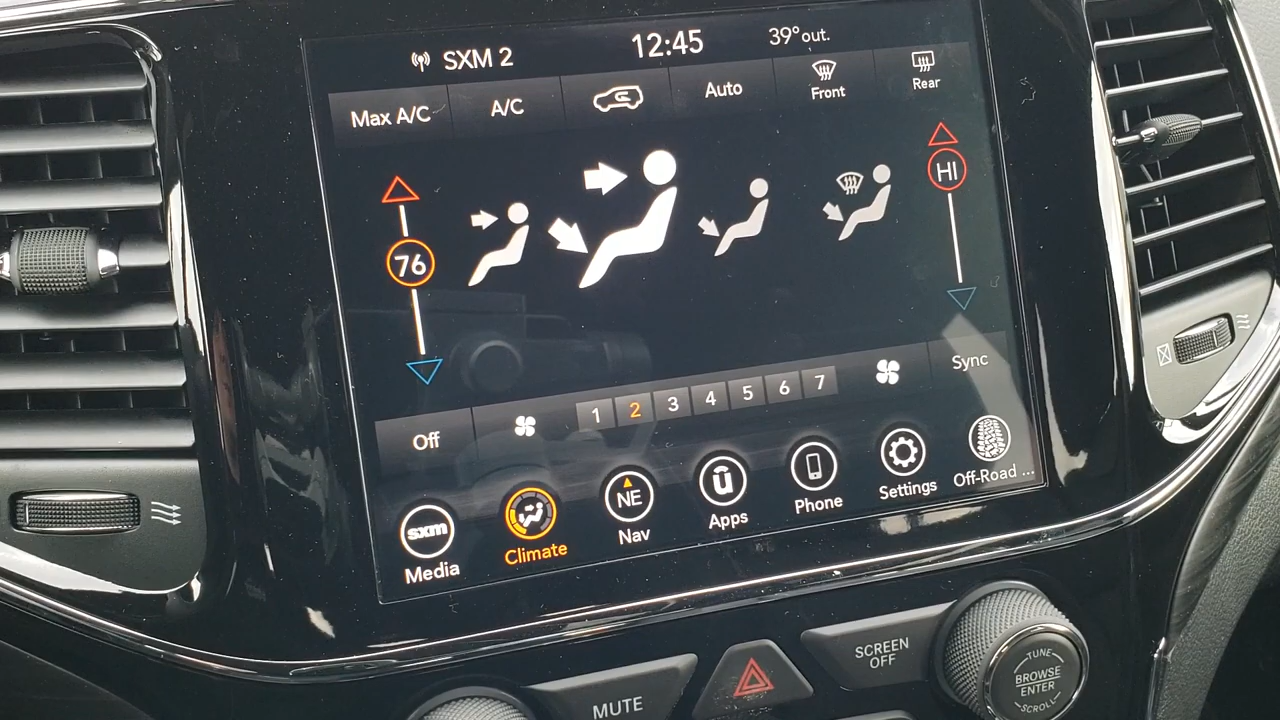 SXM 2
12:45
39° out.
Max A/C
A/C
Auto
Front
Rear
76
HI
Off
1 2 3 4 5 6 7
Sync
sxm
Media
Climate
NE
Nav
ū
Apps
Phone
Settings
Off-Road ...
MUTE
SCREEN
OFF
TUNE
BROWSE
ENTER
SCROLL